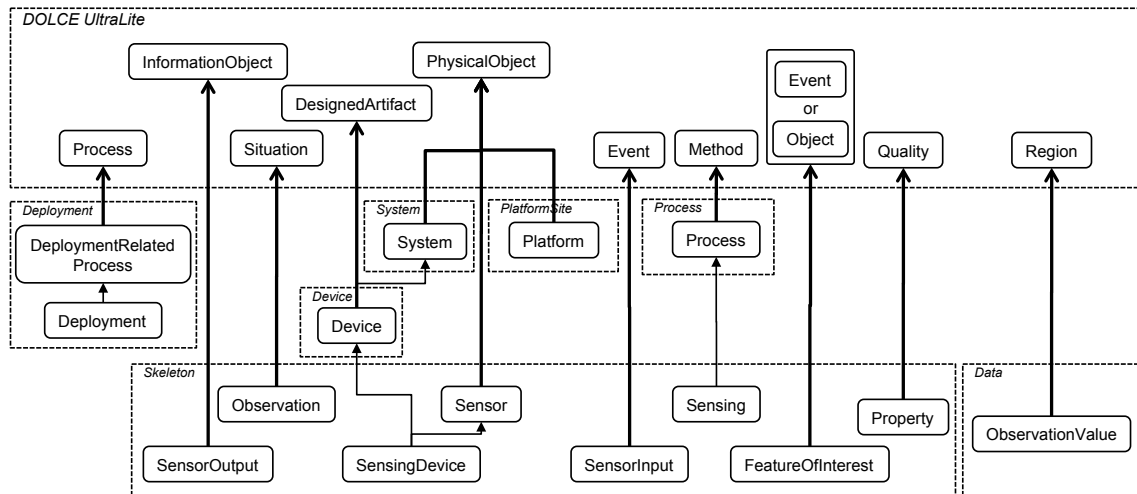 DOLCE UltraLite
InformationObject
PhysicalObject
DesignedArtifact
Event
or
Object
Process
Situation
Event
Method
Quality
Region
Deployment
DeploymentRelated
Process
Deployment
System
System
PlatformSite
Platform
Process
Process
Device
Device
Skeleton
Observation
Sensor
Sensing
Property
SensorOutput
SensingDevice
SensorInput
FeatureOfInterest
Data
ObservationValue